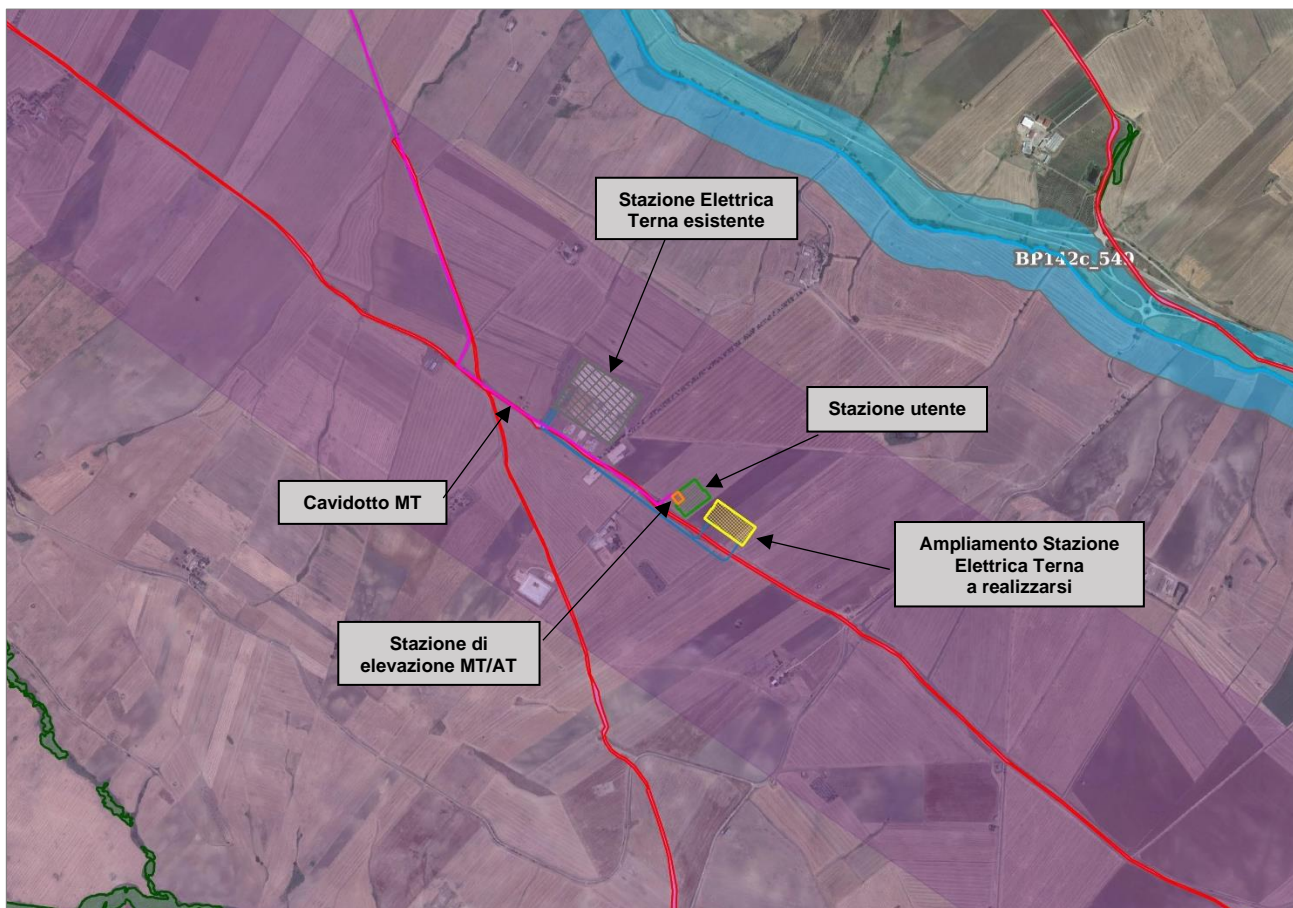 Stazione Elettrica
Terna esistente
BP142c_540
Stazione utente
Cavidotto MT
Ampliamento Stazione
Elettrica Terna
a realizzarsi
Stazione di
elevazione MT/AT